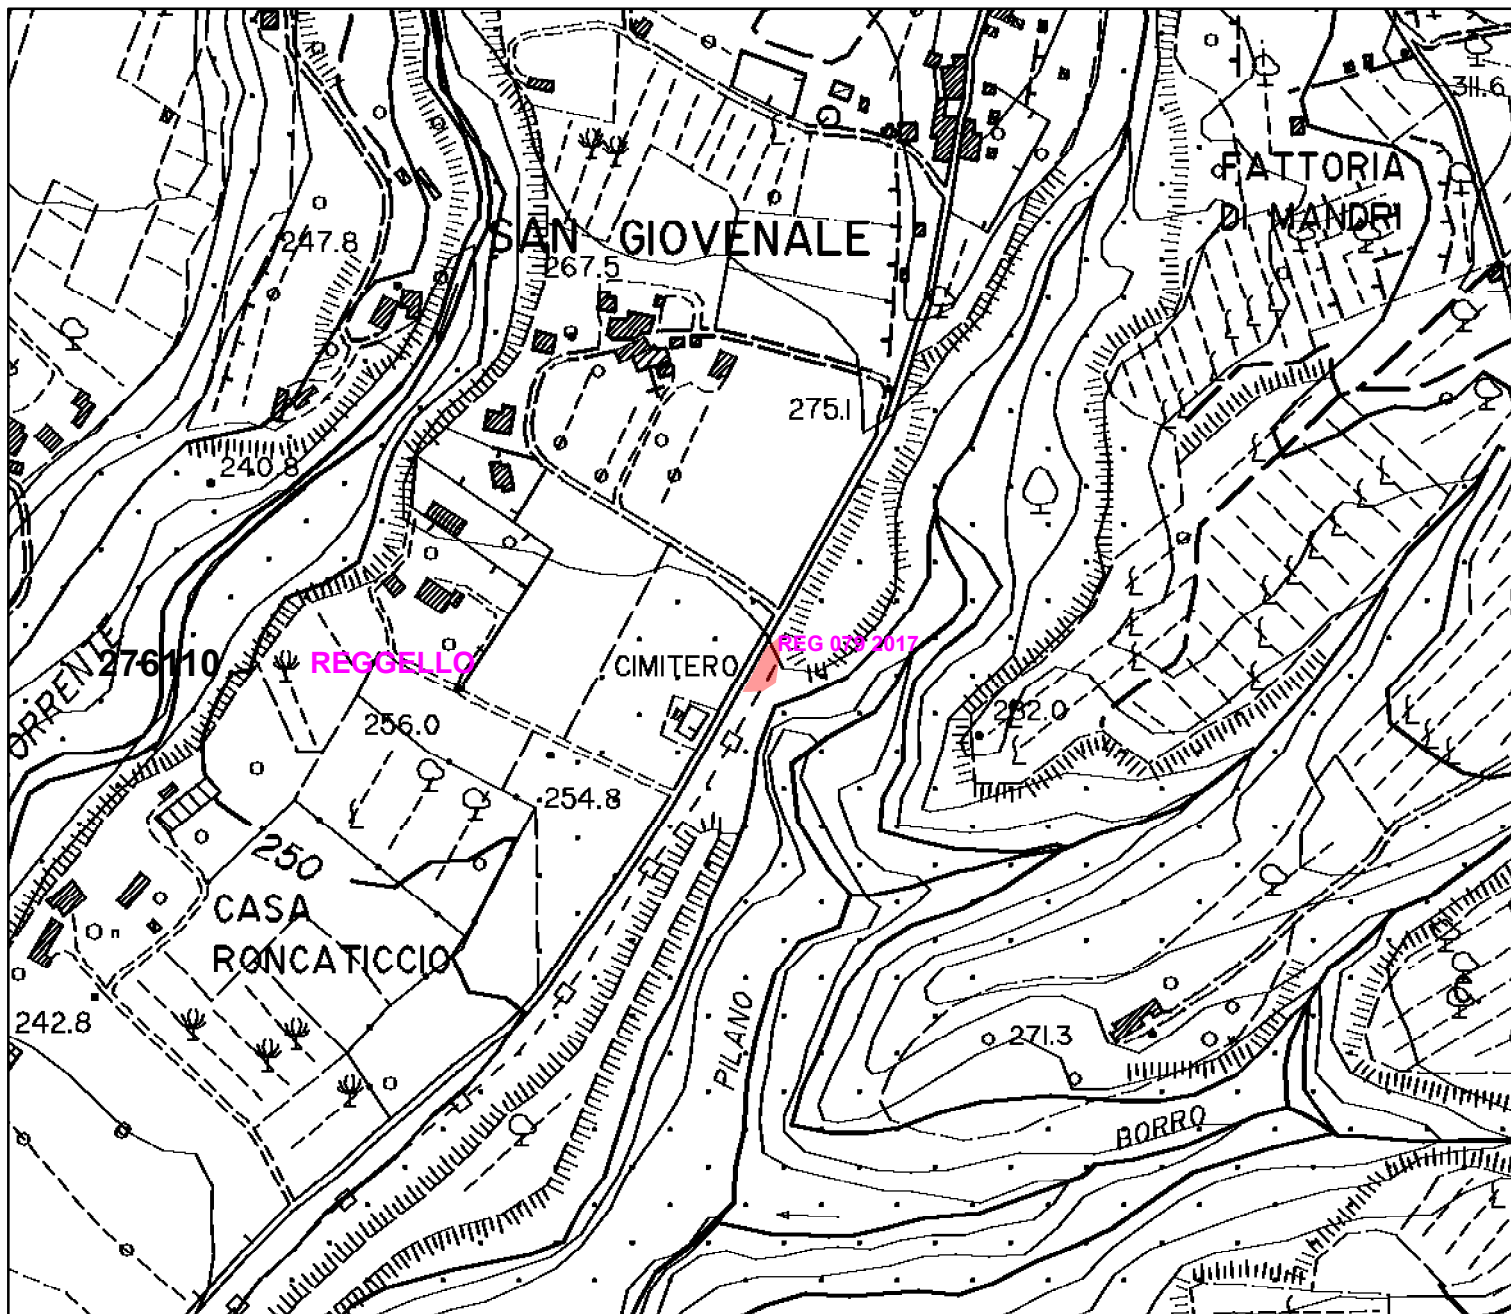 311.6
FATTORIA
DI MANDRI
247.8
SAN GIOVENALE
267.5
275.1
240.8
REG 079 2017
ORRENTE
276110
REGGELLO
CIMITERO
256.0
282.0
254.8
250
CASA
RONCATICCIO
242.8
PILANO
271.3
BORRO